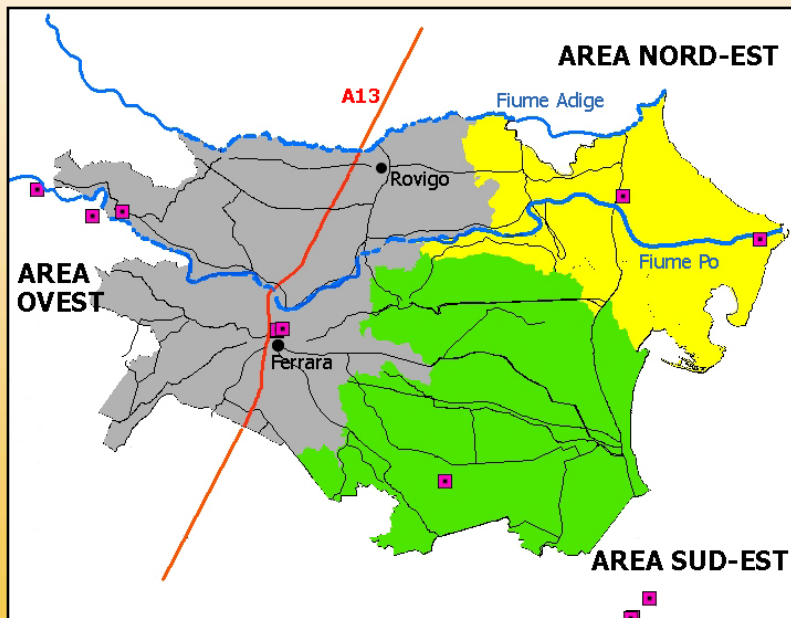 AREA NORD-EST
A13
Fiume Adige
Rovigo
Fiume Po
AREA
OVEST
Ferrara
AREA SUD-EST